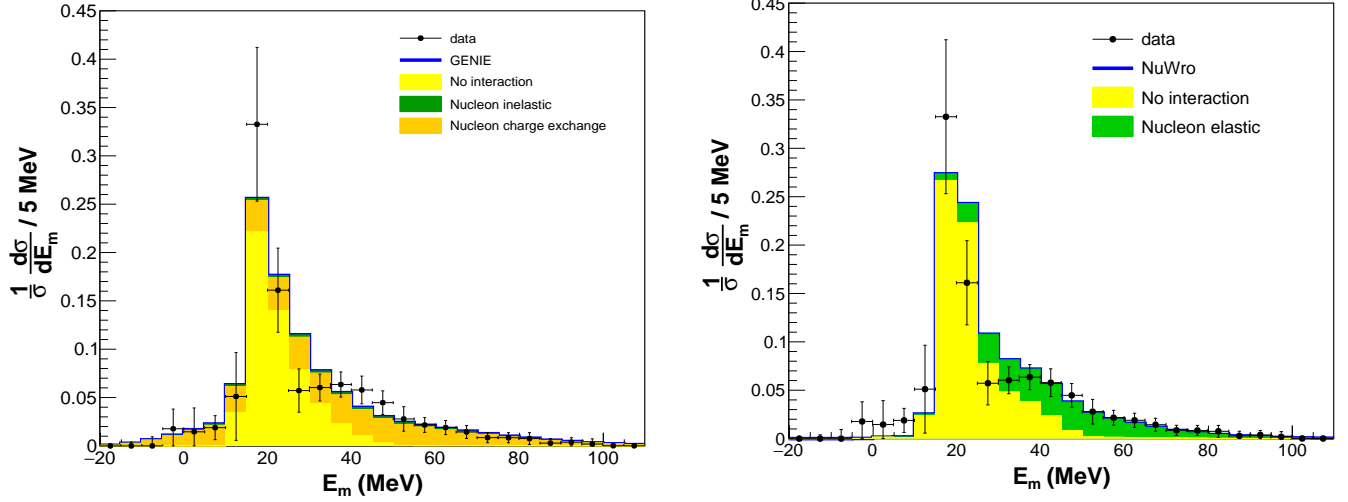 0.45
0.4
0.35
0.3
0.25
0.2
0.15
0.1
0.05
0
−20 0 20 40 60 80 100
E_m (MeV)
1/σ dσ/dE_m / 5 MeV
data
GENIE
No interaction
Nucleon inelastic
Nucleon charge exchange
0.45
0.4
0.35
0.3
0.25
0.2
0.15
0.1
0.05
0
−20 0 20 40 60 80 100
E_m (MeV)
1/σ dσ/dE_m / 5 MeV
data
NuWro
No interaction
Nucleon elastic